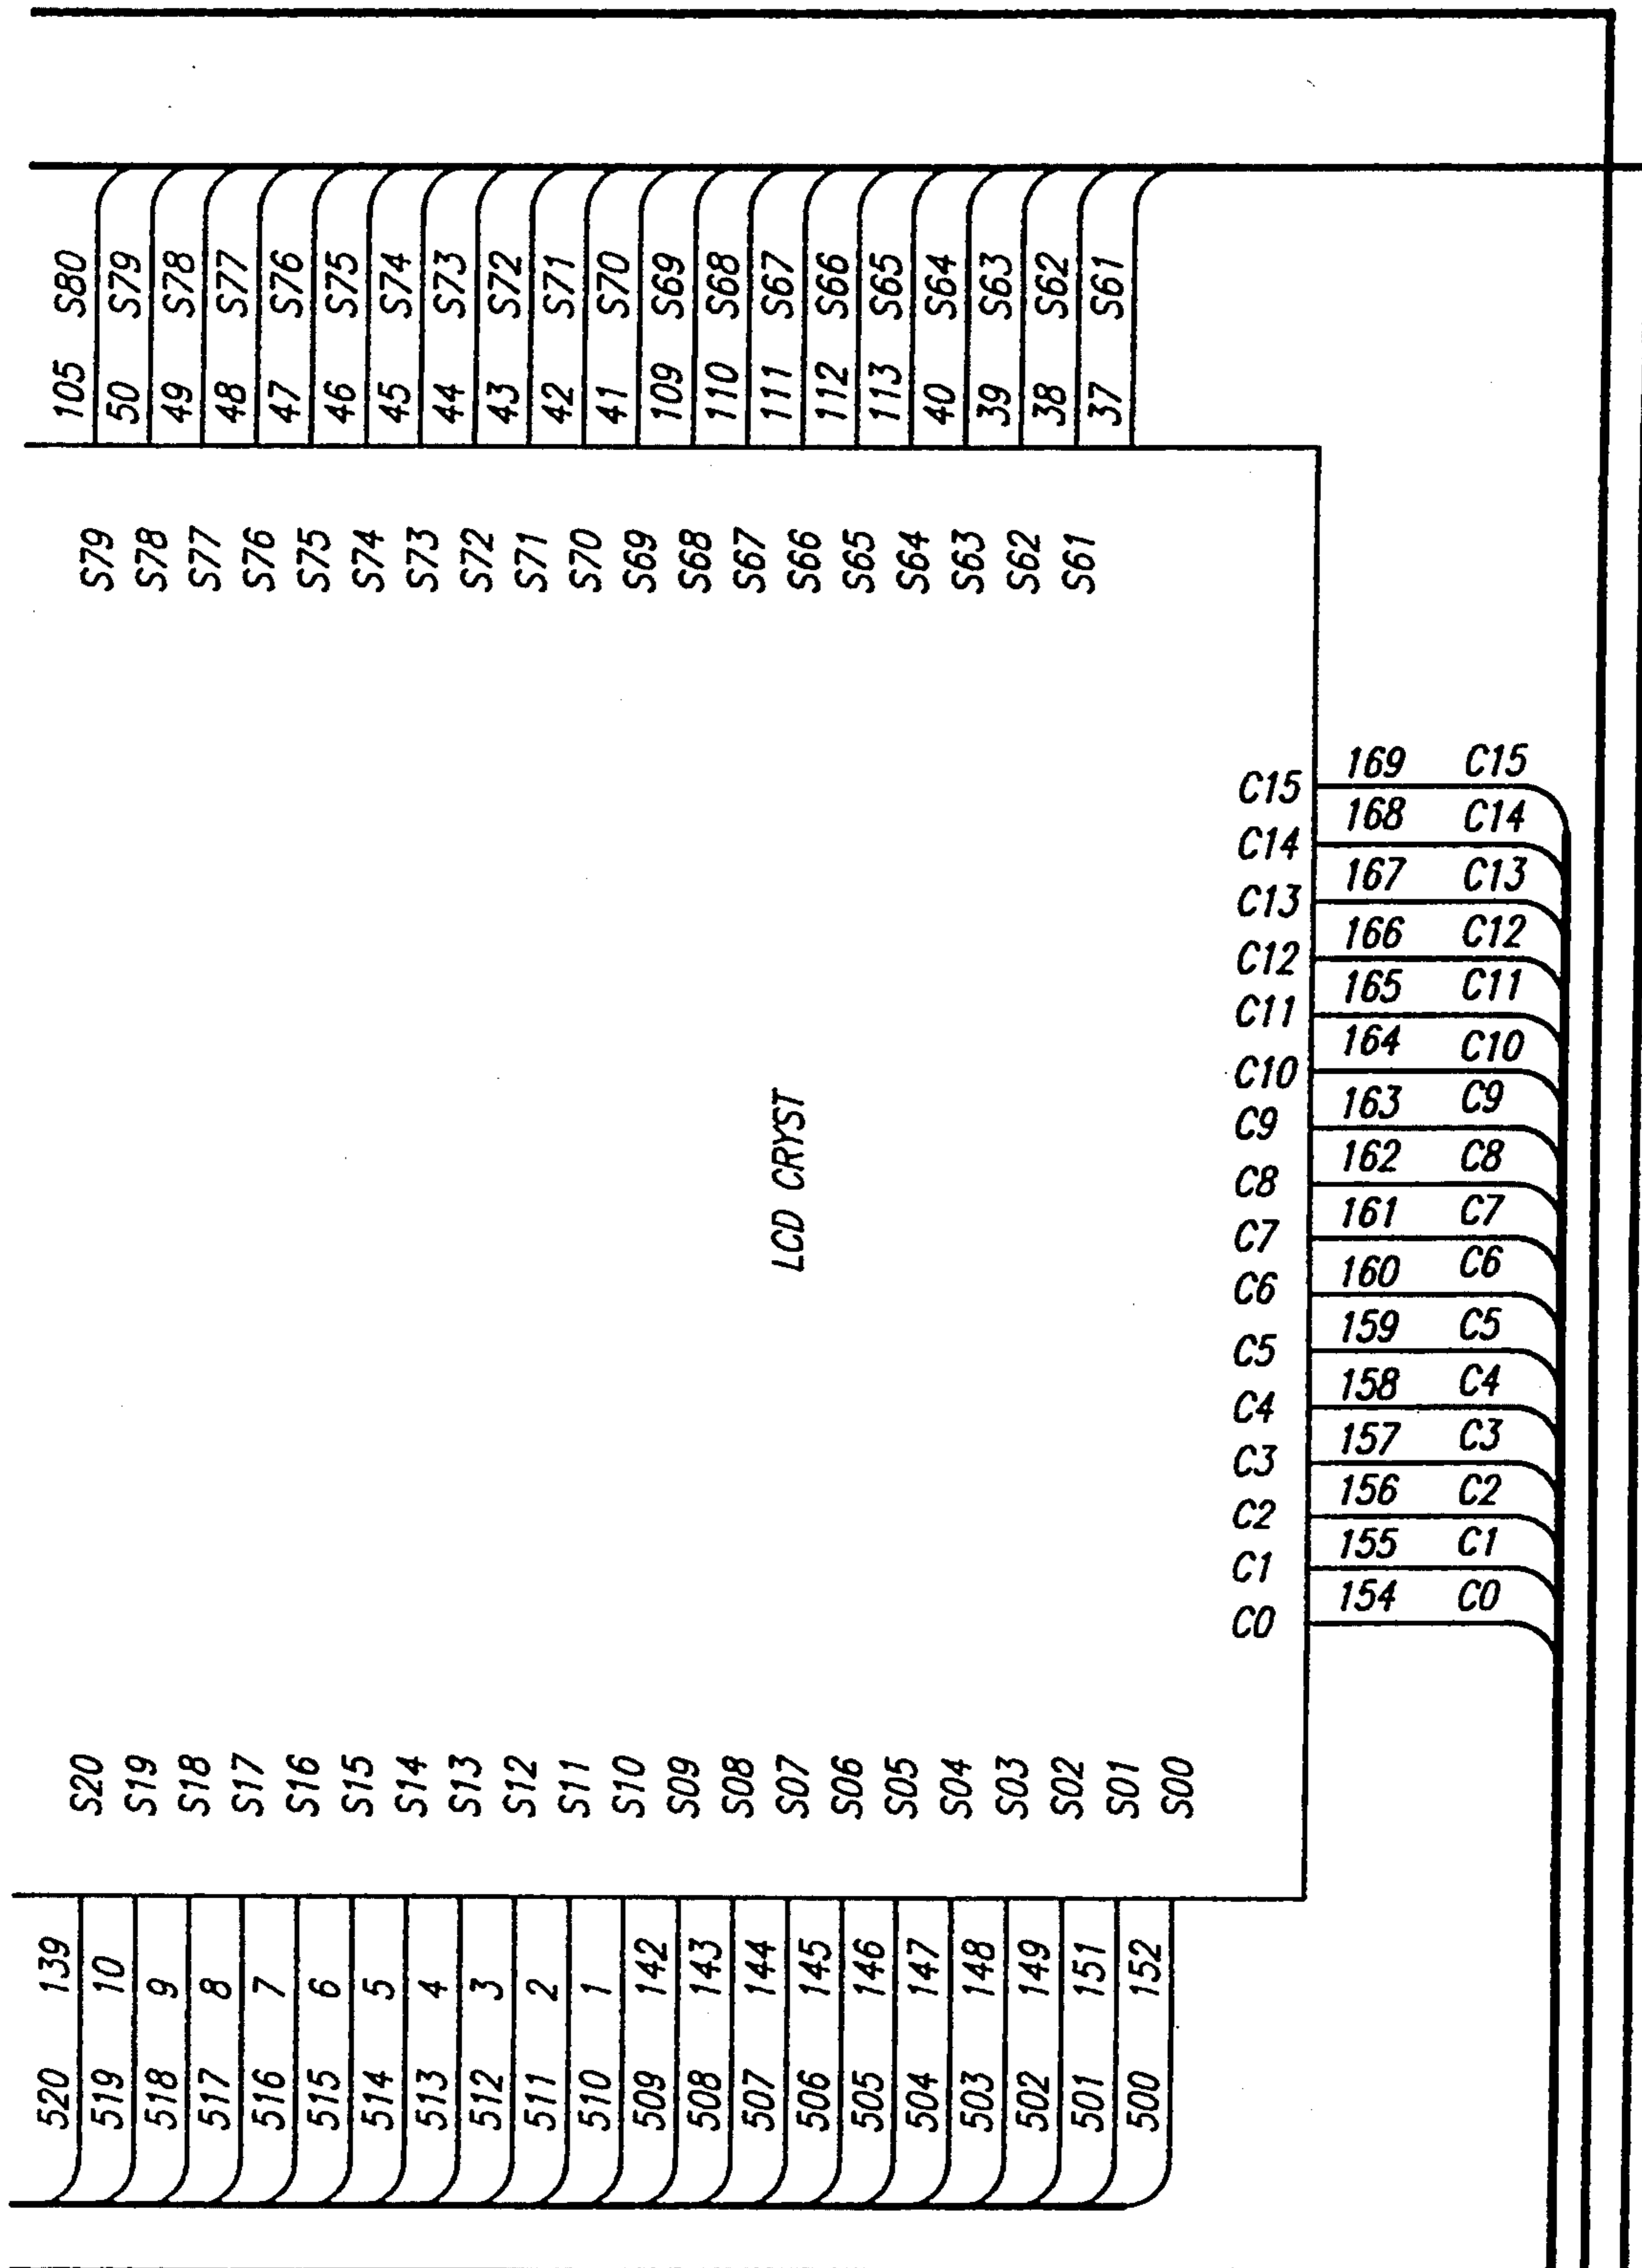 105 S80
50 S79
49 S78
48 S77
47 S76
46 S75
45 S74
44 S73
43 S72
42 S71
41 S70
109 S69
110 S68
111 S67
112 S66
113 S65
40 S64
39 S63
38 S62
37 S61
S79
S78
S77
S76
S75
S74
S73
S72
S71
S70
S69
S68
S67
S66
S65
S64
S63
S62
S61
C15 169 C15
C14 168 C14
C13 167 C13
C12 166 C12
C11 165 C11
C10 164 C10
C9 163 C9
C8 162 C8
C7 161 C7
C6 160 C6
C5 159 C5
C4 158 C4
C3 157 C3
C2 156 C2
C1 155 C1
C0 154 C0
LCD CRYST
S20
S19
S18
S17
S16
S15
S14
S13
S12
S11
S10
S09
S08
S07
S06
S05
S04
S03
S02
S01
S00
520 139
519 10
518 9
517 8
516 7
515 6
514 5
513 4
512 3
511 2
510 1
509 142
508 143
507 144
506 145
505 146
504 147
503 148
502 149
501 151
500 152